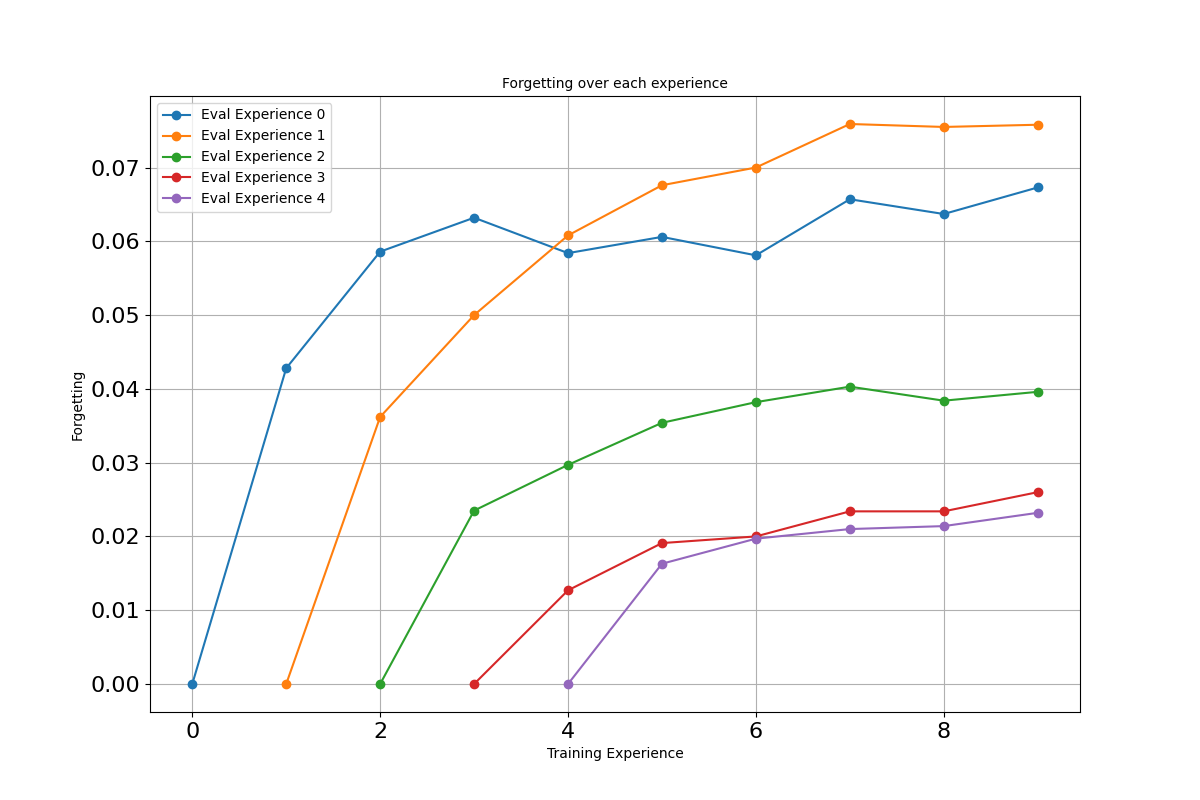 Forgetting over each experience
Eval Experience 0
Eval Experience 1
Eval Experience 2
Eval Experience 3
Eval Experience 4
0.07
0.06
0.05
0.04
0.03
0.02
0.01
0.00
Forgetting
0 2 4 6 8
Training Experience